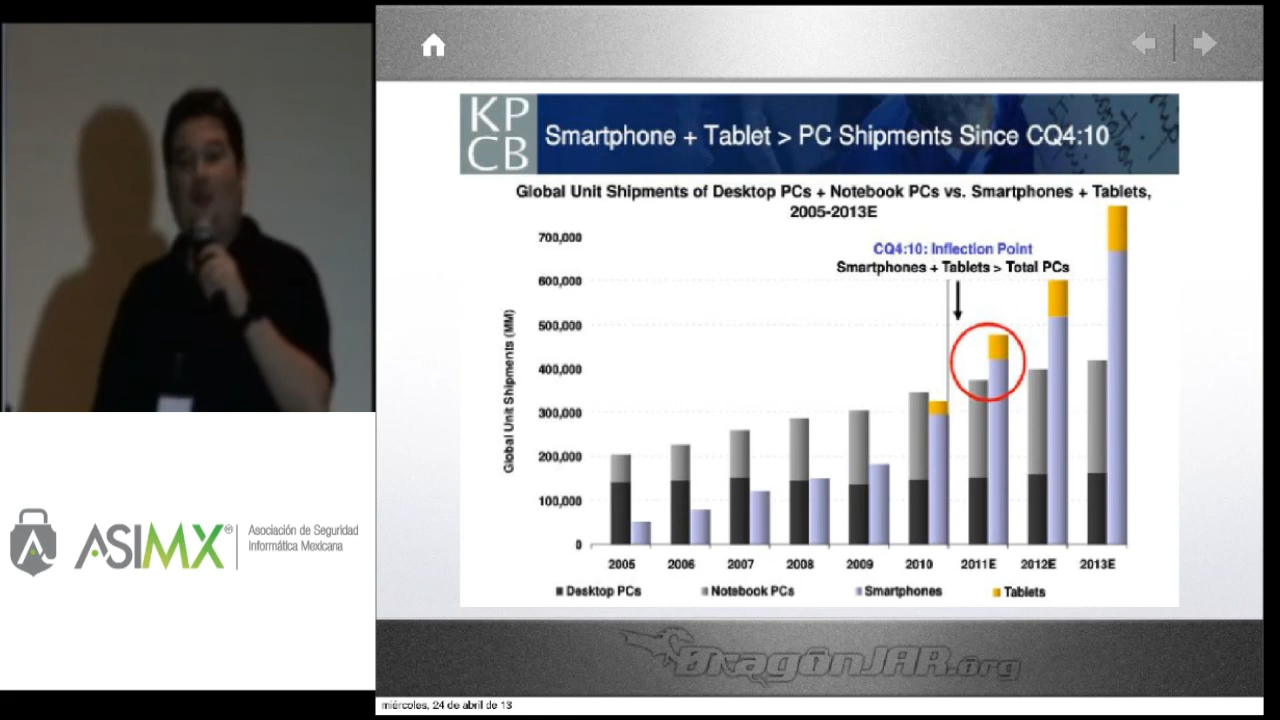 KP
CB
Smartphone + Tablet > PC Shipments Since CQ4:10
Global Unit Shipments of Desktop PCs + Notebook PCs vs. Smartphones + Tablets,
2005-2013E
CQ4:10: Inflection Point
Smartphones + Tablets > Total PCs
Global Unit Shipments (MM)
700,000
600,000
500,000
400,000
300,000
200,000
100,000
0
2005 2006 2007 2008 2009 2010 2011E 2012E 2013E
Desktop PCs Notebook PCs Smartphones Tablets
ASIMX®
Asociación de Seguridad
Informática Mexicana
DragonJAR.org
miércoles, 24 de abril de 13